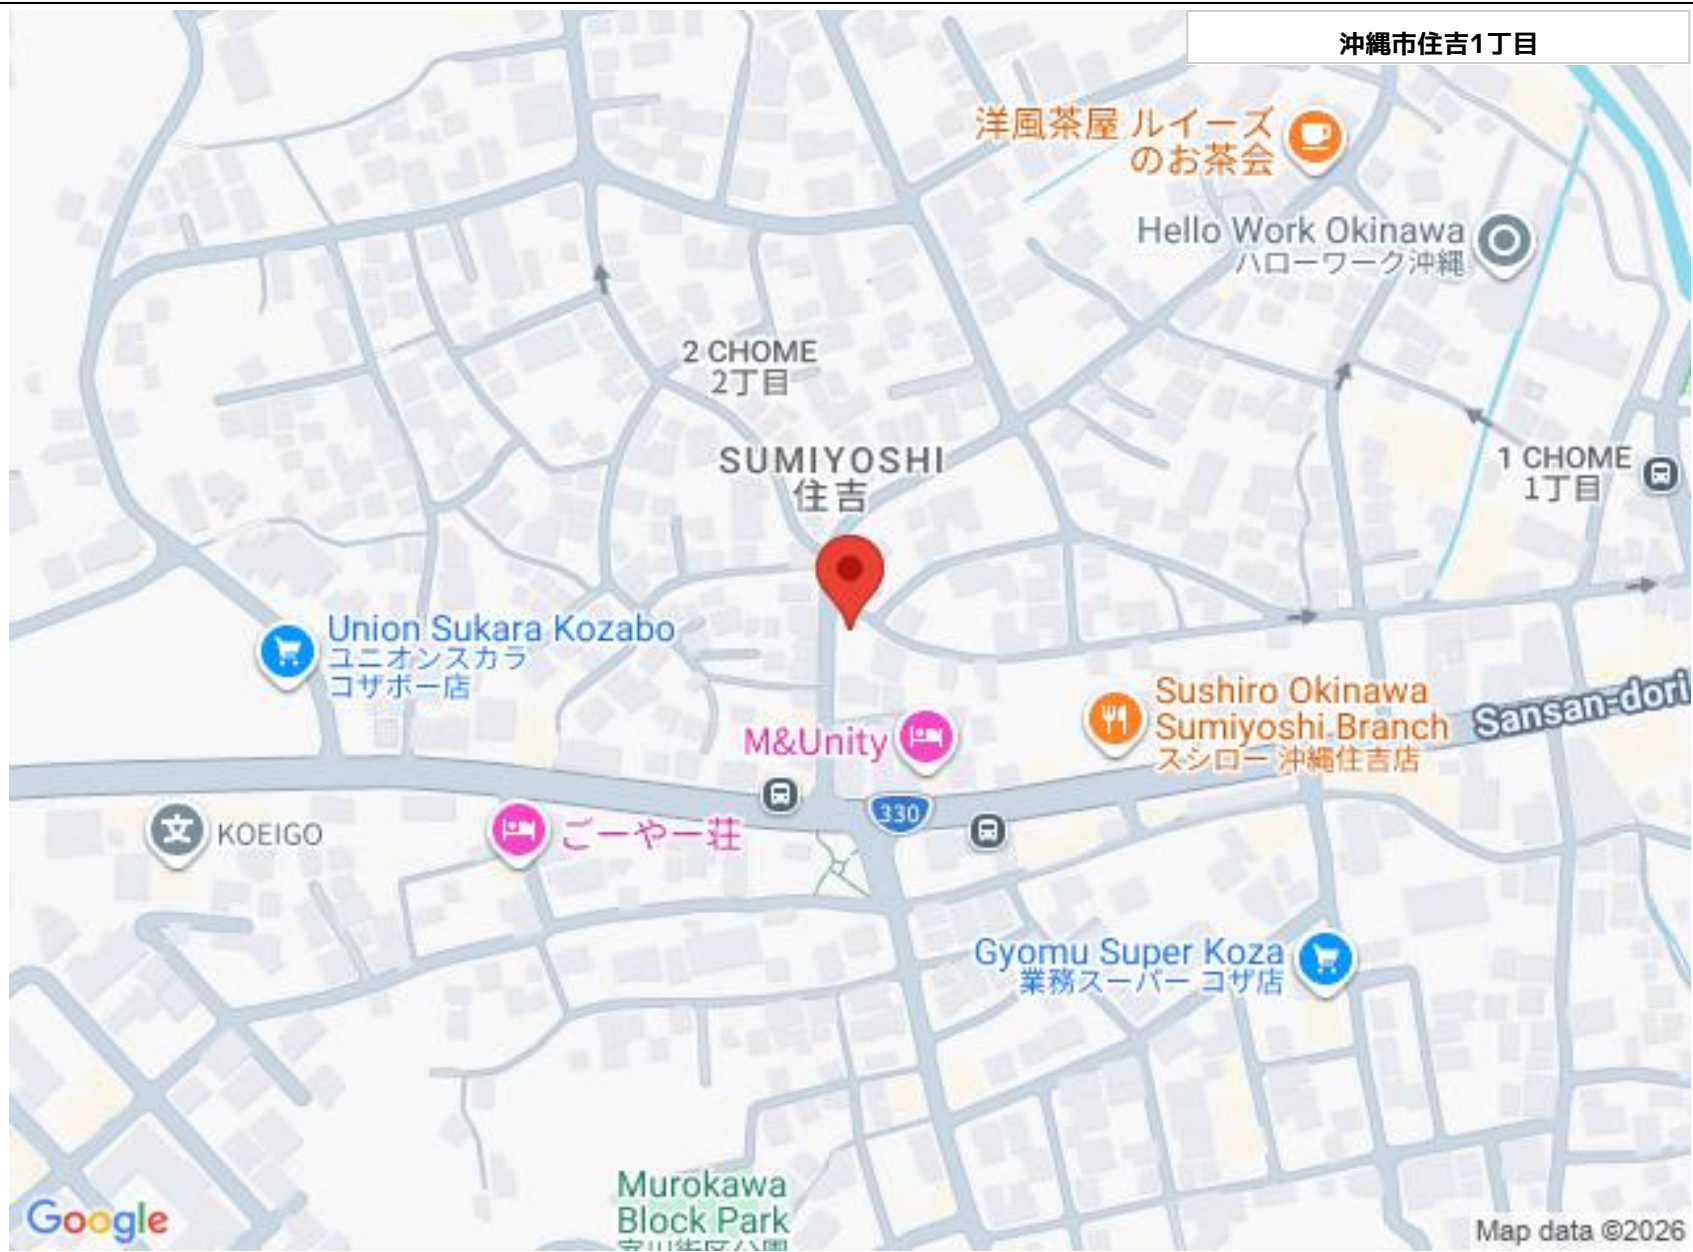 沖縄市住吉1丁目
洋風茶屋 ルイーズ
のお茶会
Hello Work Okinawa
ハローワーク沖縄
2 CHOME
2丁目
SUMIYOSHI
住吉
1 CHOME
1丁目
Union Sukara Kozabo
ユニオンスカラ
コザボー店
Sushiro Okinawa
Sumiyoshi Branch
スシロー 沖縄住吉店
Sansan-dori
M&Unity
330
KOEIGO
ごーやー荘
Gyomu Super Koza
業務スーパー コザ店
Murokawa
Block Park
Google
Map data ©2026